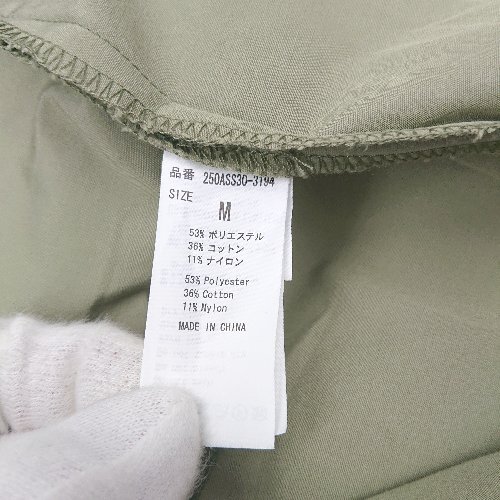 品番 250ASS30-3194
SIZE M
53% ポリエステル
36% コットン
11% ナイロン
53% Polyester
36% Cotton
11% Nylon
MADE IN CHINA